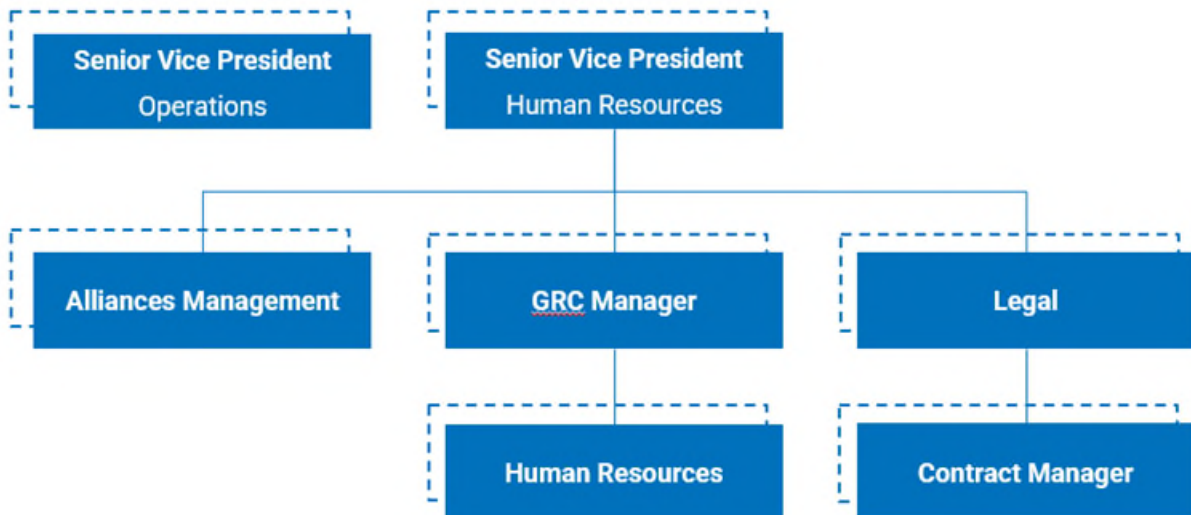 Senior Vice President
Operations
Senior Vice President
Human Resources
Alliances Management
GRC Manager
Legal
Human Resources
Contract Manager